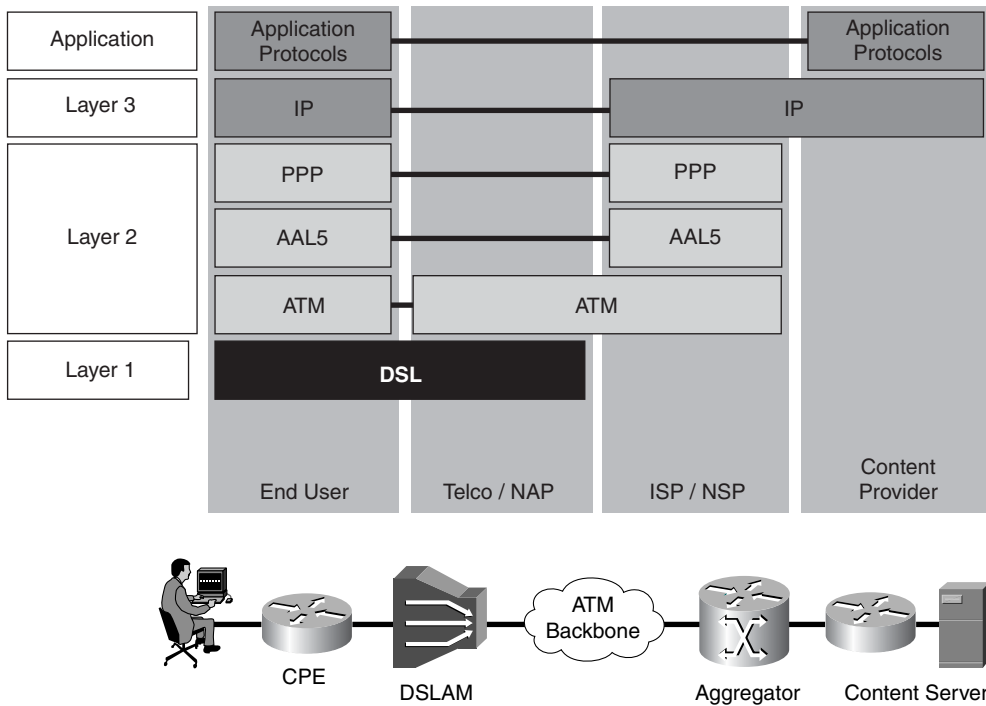 Application
Application
Protocols
Application
Protocols
Layer 3
IP
IP
PPP
PPP
Layer 2
AAL5
AAL5
ATM
ATM
Layer 1
DSL
End User
Telco / NAP
ISP / NSP
Content
Provider
ATM
Backbone
CPE
DSLAM
Aggregator
Content Server